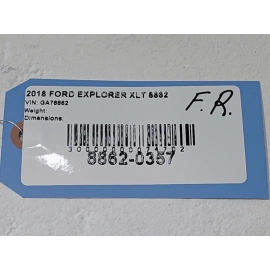 2018 FORD EXPLORER XLT 8862
VIN: GA78862
Weight:
Dimensions:
F.R.
8862-0357